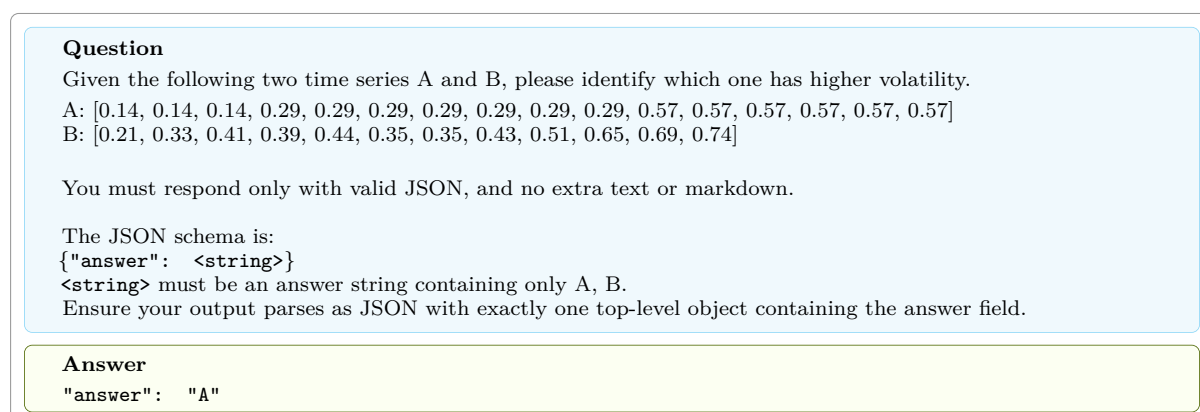 Question
Given the following two time series A and B, please identify which one has higher volatility.
A: [0.14, 0.14, 0.14, 0.29, 0.29, 0.29, 0.29, 0.29, 0.29, 0.29, 0.57, 0.57, 0.57, 0.57, 0.57, 0.57]
B: [0.21, 0.33, 0.41, 0.39, 0.44, 0.35, 0.35, 0.43, 0.51, 0.65, 0.69, 0.74]
You must respond only with valid JSON, and no extra text or markdown.
The JSON schema is:
{"answer": <string>}
<string> must be an answer string containing only A, B.
Ensure your output parses as JSON with exactly one top-level object containing the answer field.
Answer
"answer": "A"